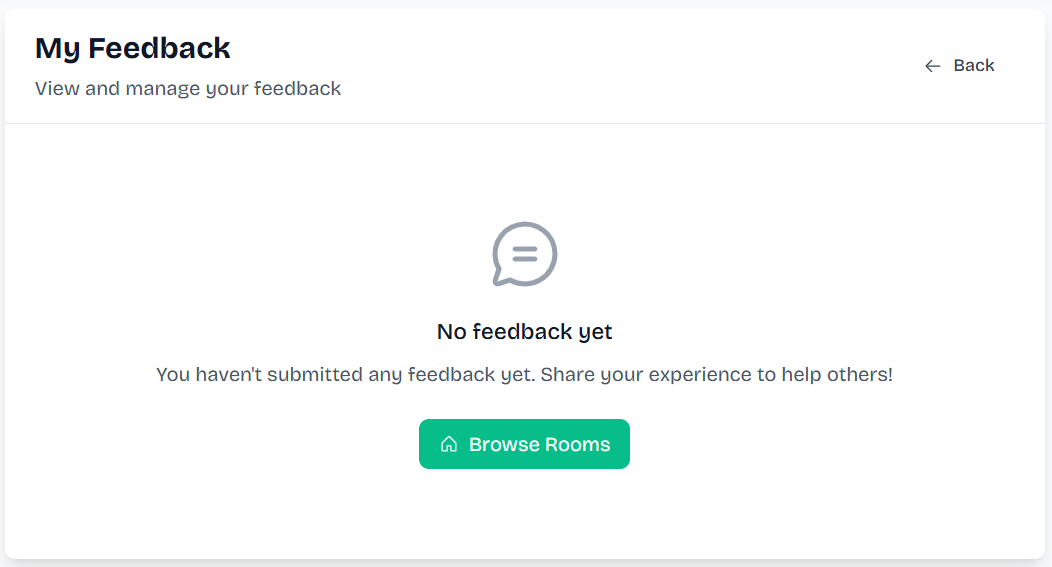 My Feedback
View and manage your feedback
Back
No feedback yet
You haven't submitted any feedback yet. Share your experience to help others!
Browse Rooms